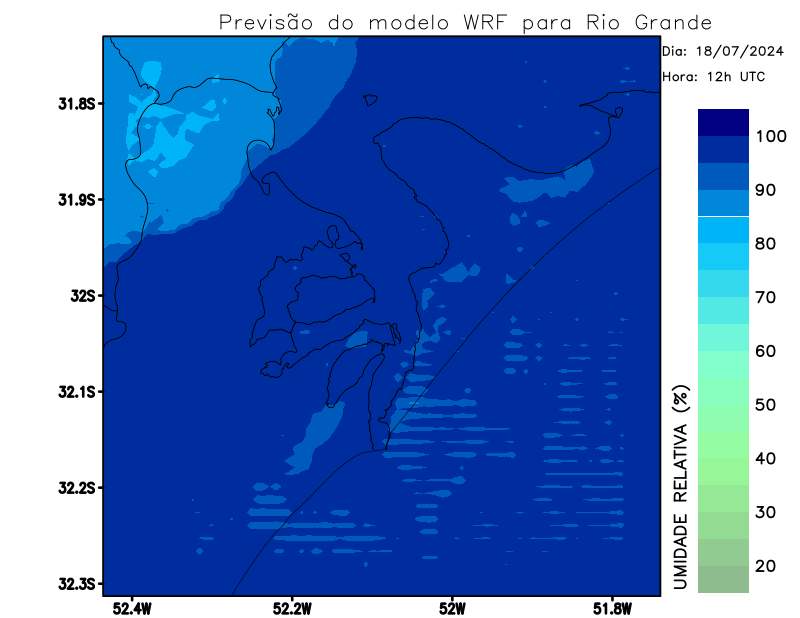 Previsão do modelo WRF para Rio Grande
Dia: 18/07/2024
Hora: 12h UTC
31.8S
31.9S
32S
32.1S
32.2S
32.3S
52.4W
52.2W
52W
51.8W
100
90
80
70
60
50
40
30
20
UMIDADE RELATIVA (%)